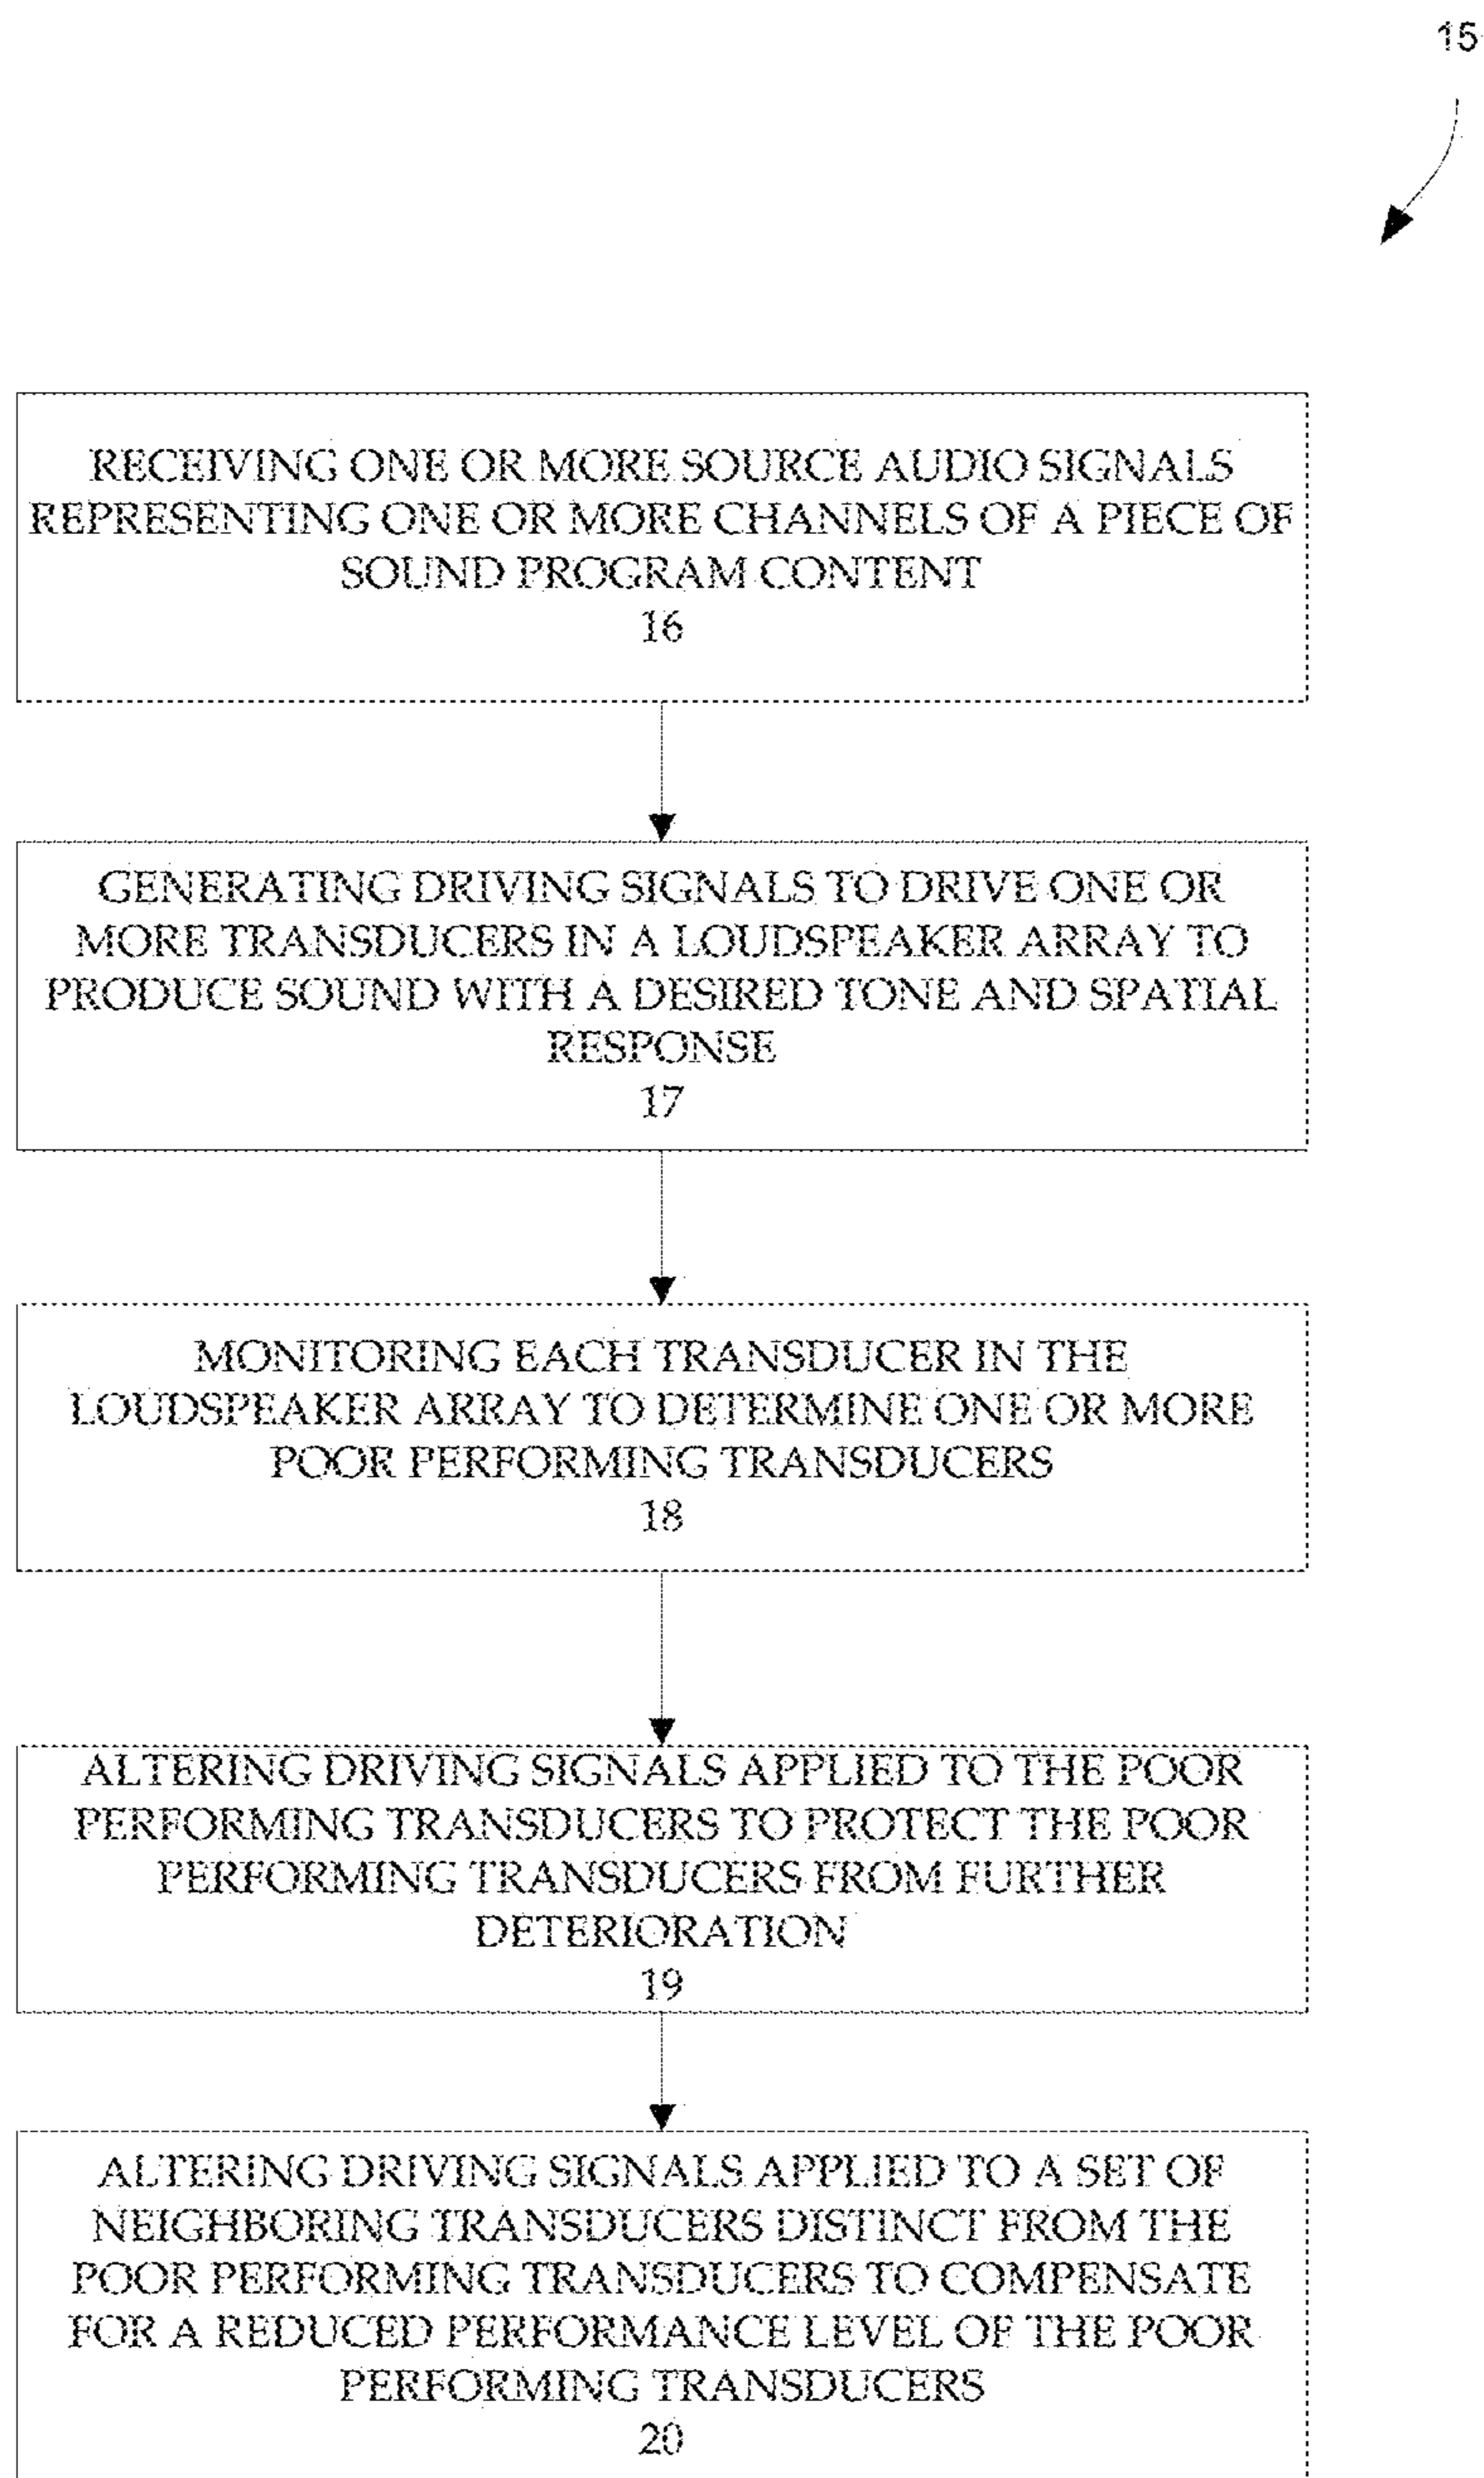 15
RECEIVING ONE OR MORE SOURCE AUDIO SIGNALS
REPRESENTING ONE OR MORE CHANNELS OF A PIECE OF
SOUND PROGRAM CONTENT
16
GENERATING DRIVING SIGNALS TO DRIVE ONE OR
MORE TRANSDUCERS IN A LOUDSPEAKER ARRAY TO
PRODUCE SOUND WITH A DESIRED TONE AND SPATIAL
RESPONSE
17
MONITORING EACH TRANSDUCER IN THE
LOUDSPEAKER ARRAY TO DETERMINE ONE OR MORE
POOR PERFORMING TRANSDUCERS
18
ALTERING DRIVING SIGNALS APPLIED TO THE POOR
PERFORMING TRANSDUCERS TO PROTECT THE POOR
PERFORMING TRANSDUCERS FROM FURTHER
DETERIORATION
19
ALTERING DRIVING SIGNALS APPLIED TO A SET OF
NEIGHBORING TRANSDUCERS DISTINCT FROM THE
POOR PERFORMING TRANSDUCERS TO COMPENSATE
FOR A REDUCED PERFORMANCE LEVEL OF THE POOR
PERFORMING TRANSDUCERS
20